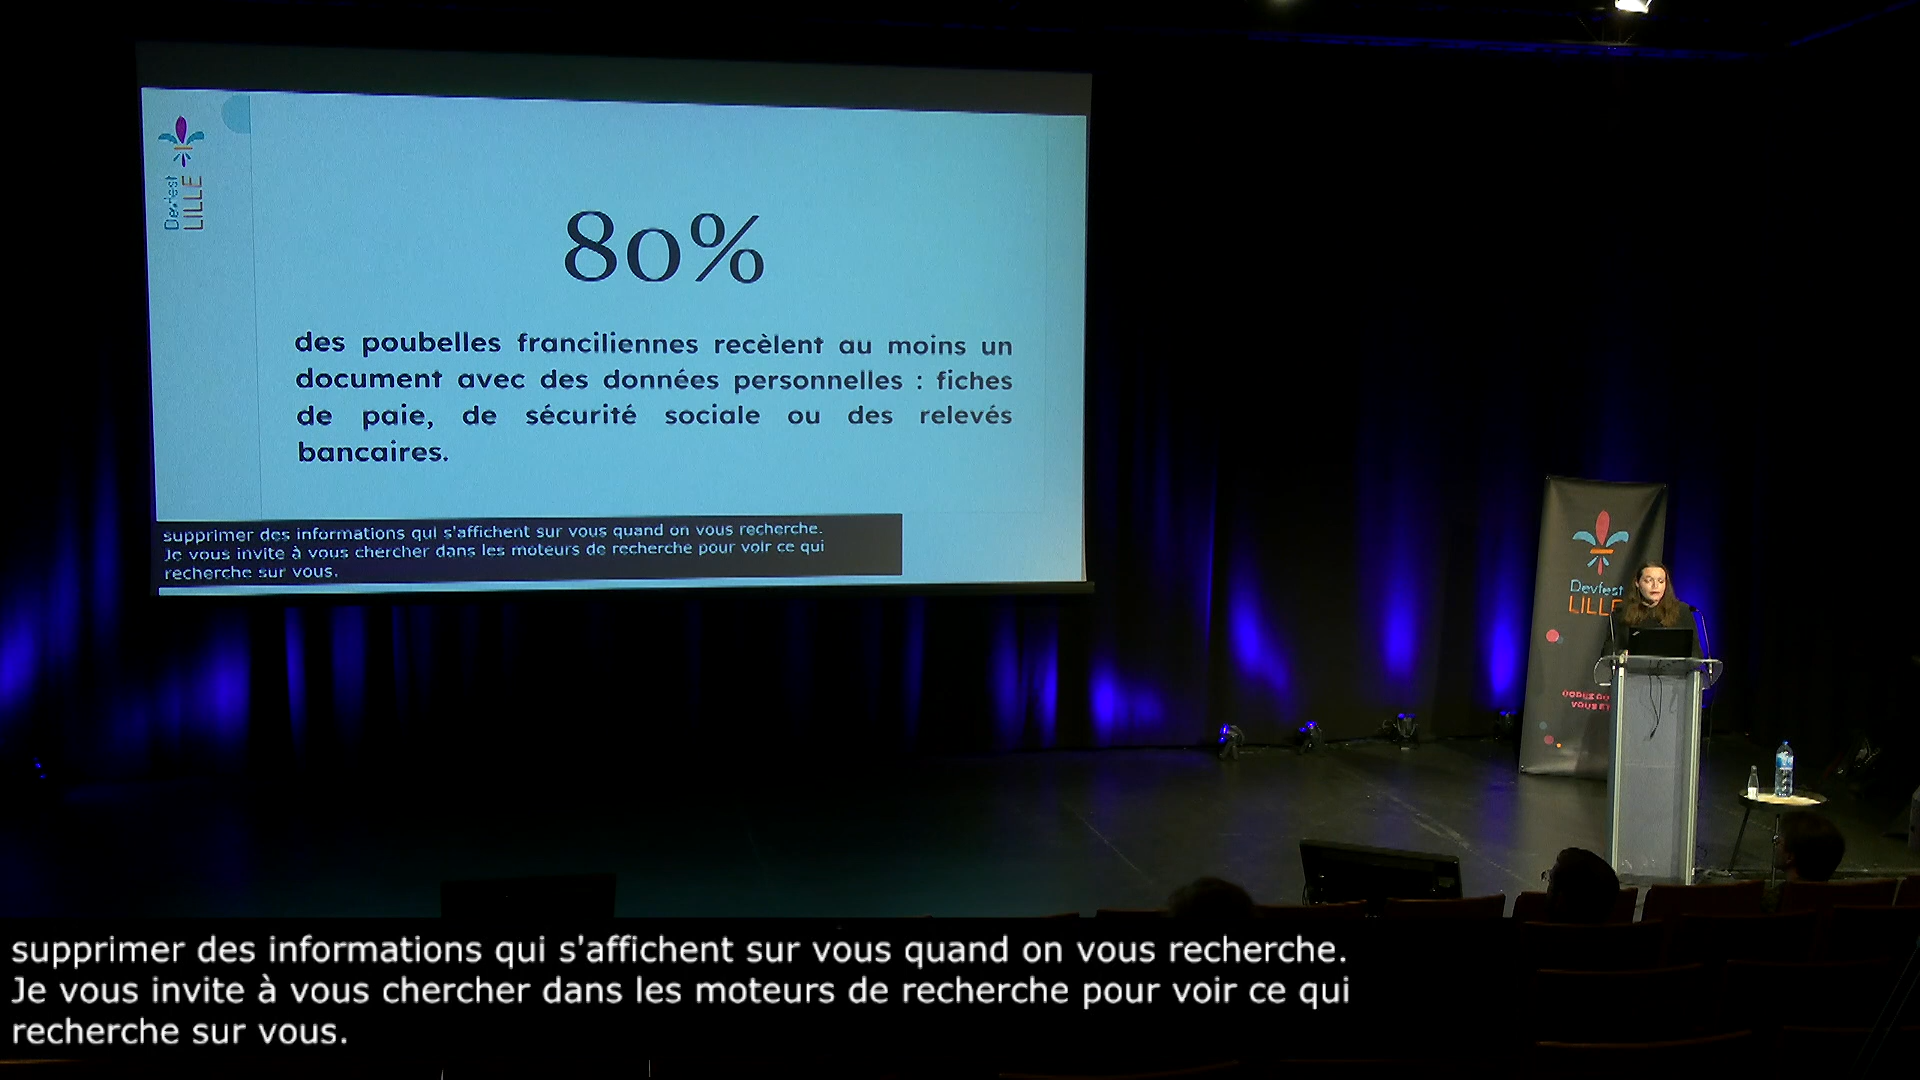 Devfest
LILLE
80%
des poubelles franciliennes recèlent au moins un
document avec des données personnelles : fiches
de paie, de sécurité sociale ou des relevés
bancaires.
supprimer des informations qui s'affichent sur vous quand on vous recherche.
Je vous invite à vous chercher dans les moteurs de recherche pour voir ce qui
recherche sur vous.
Devfest
LILLE
supprimer des informations qui s'affichent sur vous quand on vous recherche.
Je vous invite à vous chercher dans les moteurs de recherche pour voir ce qui
recherche sur vous.